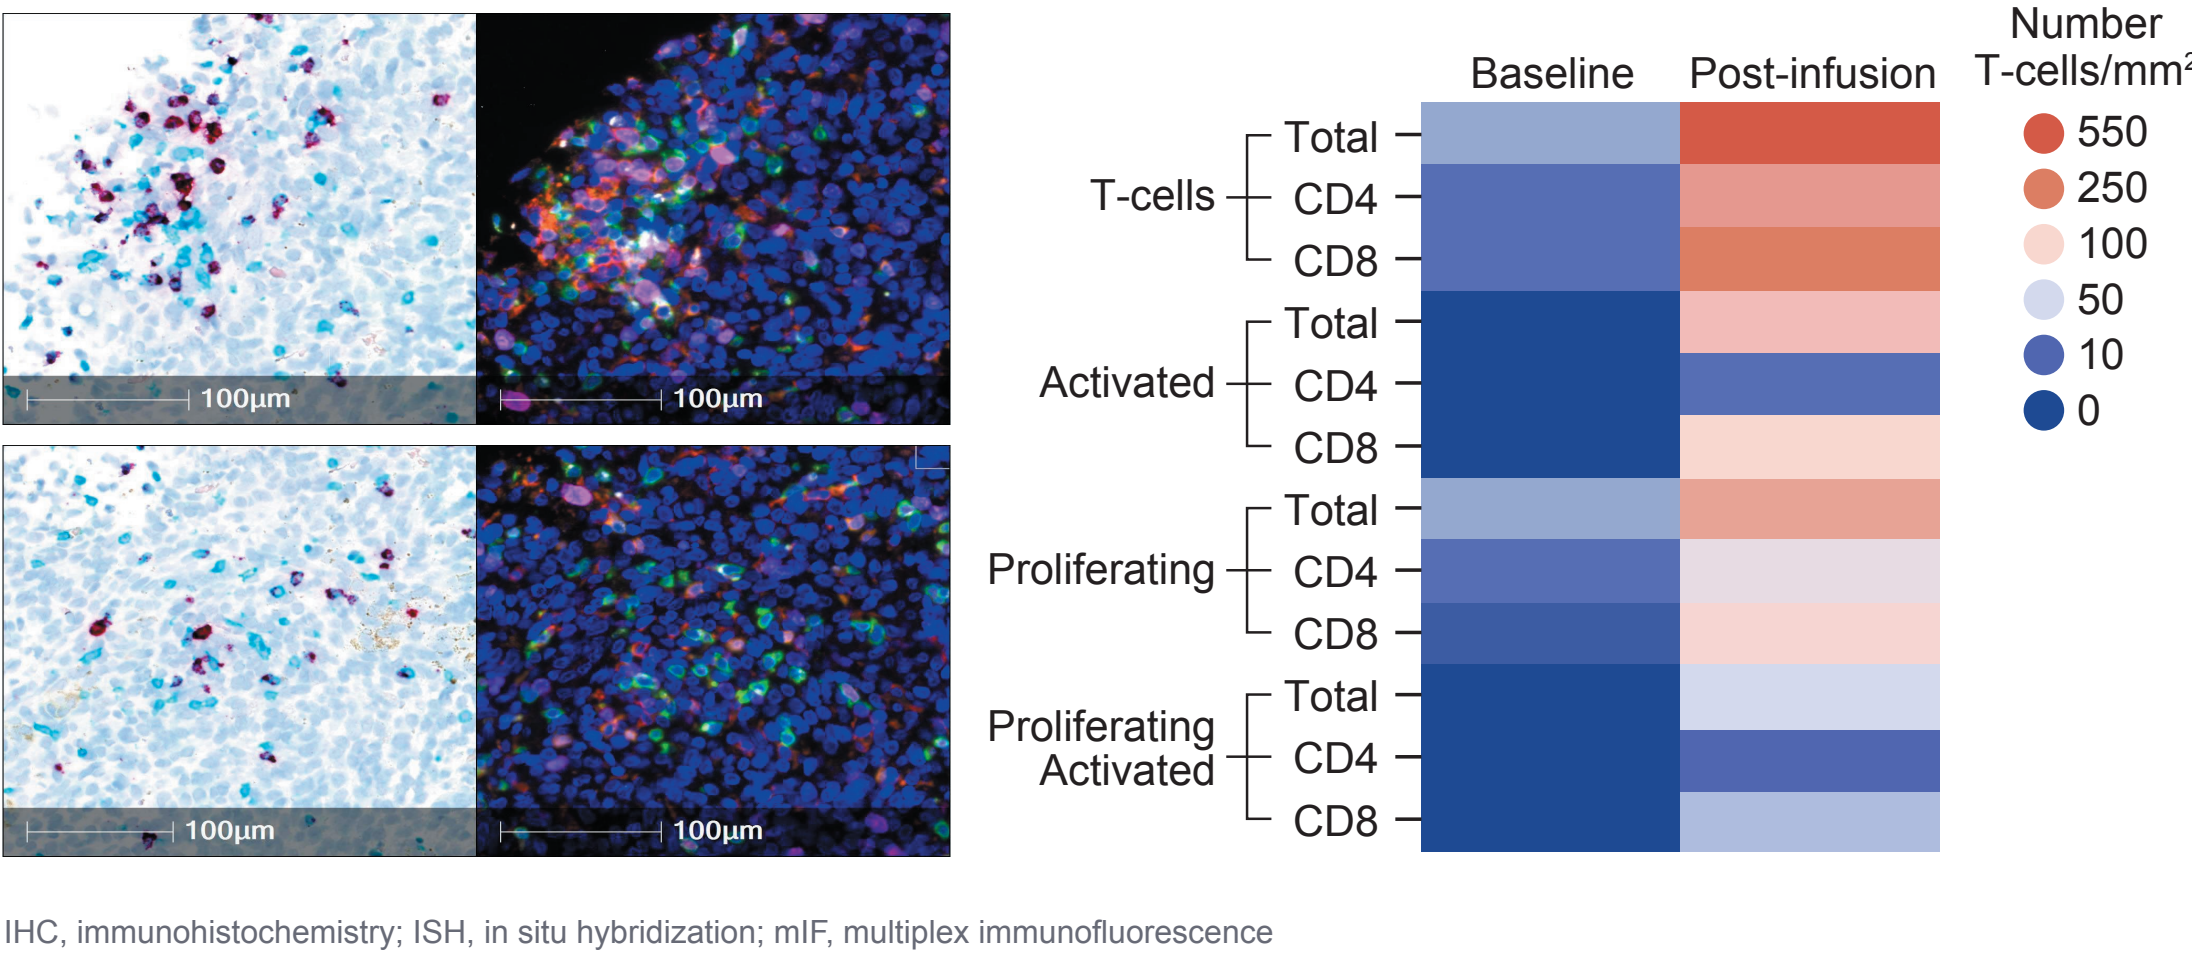 100µm
100µm
100µm
100µm
Baseline Post-infusion
T-cells
Total
CD4
CD8
Activated
Total
CD4
CD8
Proliferating
Total
CD4
CD8
Proliferating
Activated
Total
CD4
CD8
Number
T-cells/mm²
550
250
100
50
10
0
IHC, immunohistochemistry; ISH, in situ hybridization; mIF, multiplex immunofluorescence